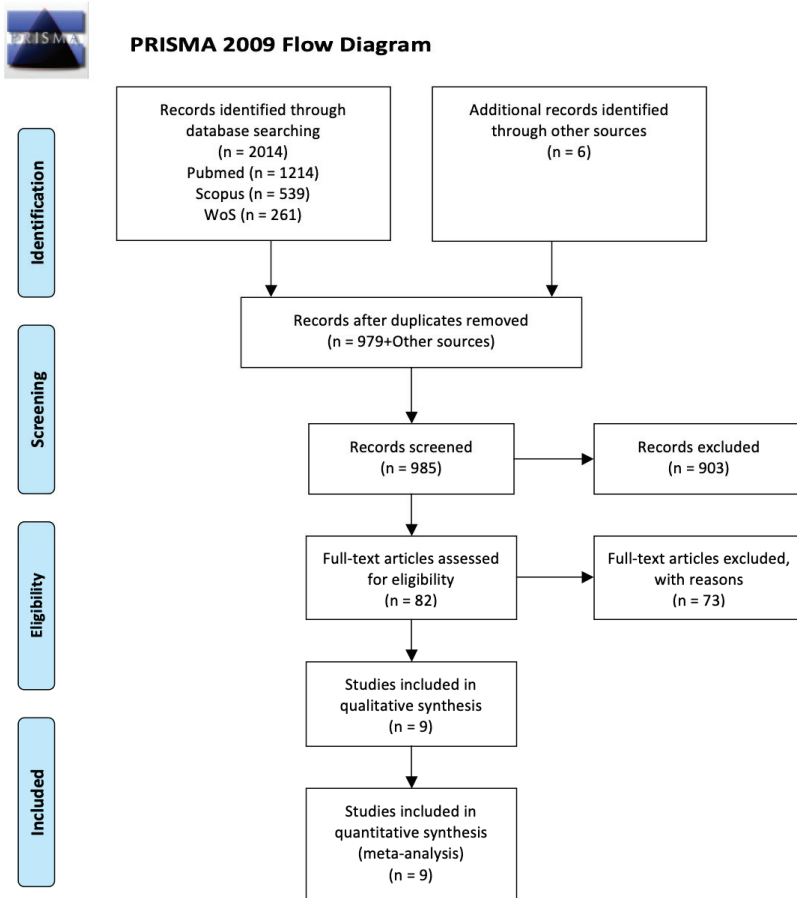 PRISMA
PRISMA 2009 Flow Diagram
Identification
Records identified through
database searching
(n = 2014)
Pubmed (n = 1214)
Scopus (n = 539)
WoS (n = 261)
Additional records identified
through other sources
(n = 6)
Records after duplicates removed
(n = 979+Other sources)
Screening
Records screened
(n = 985)
Records excluded
(n = 903)
Eligibility
Full-text articles assessed
for eligibility
(n = 82)
Full-text articles excluded,
with reasons
(n = 73)
Studies included in
qualitative synthesis
(n = 9)
Included
Studies included in
quantitative synthesis
(meta-analysis)
(n = 9)